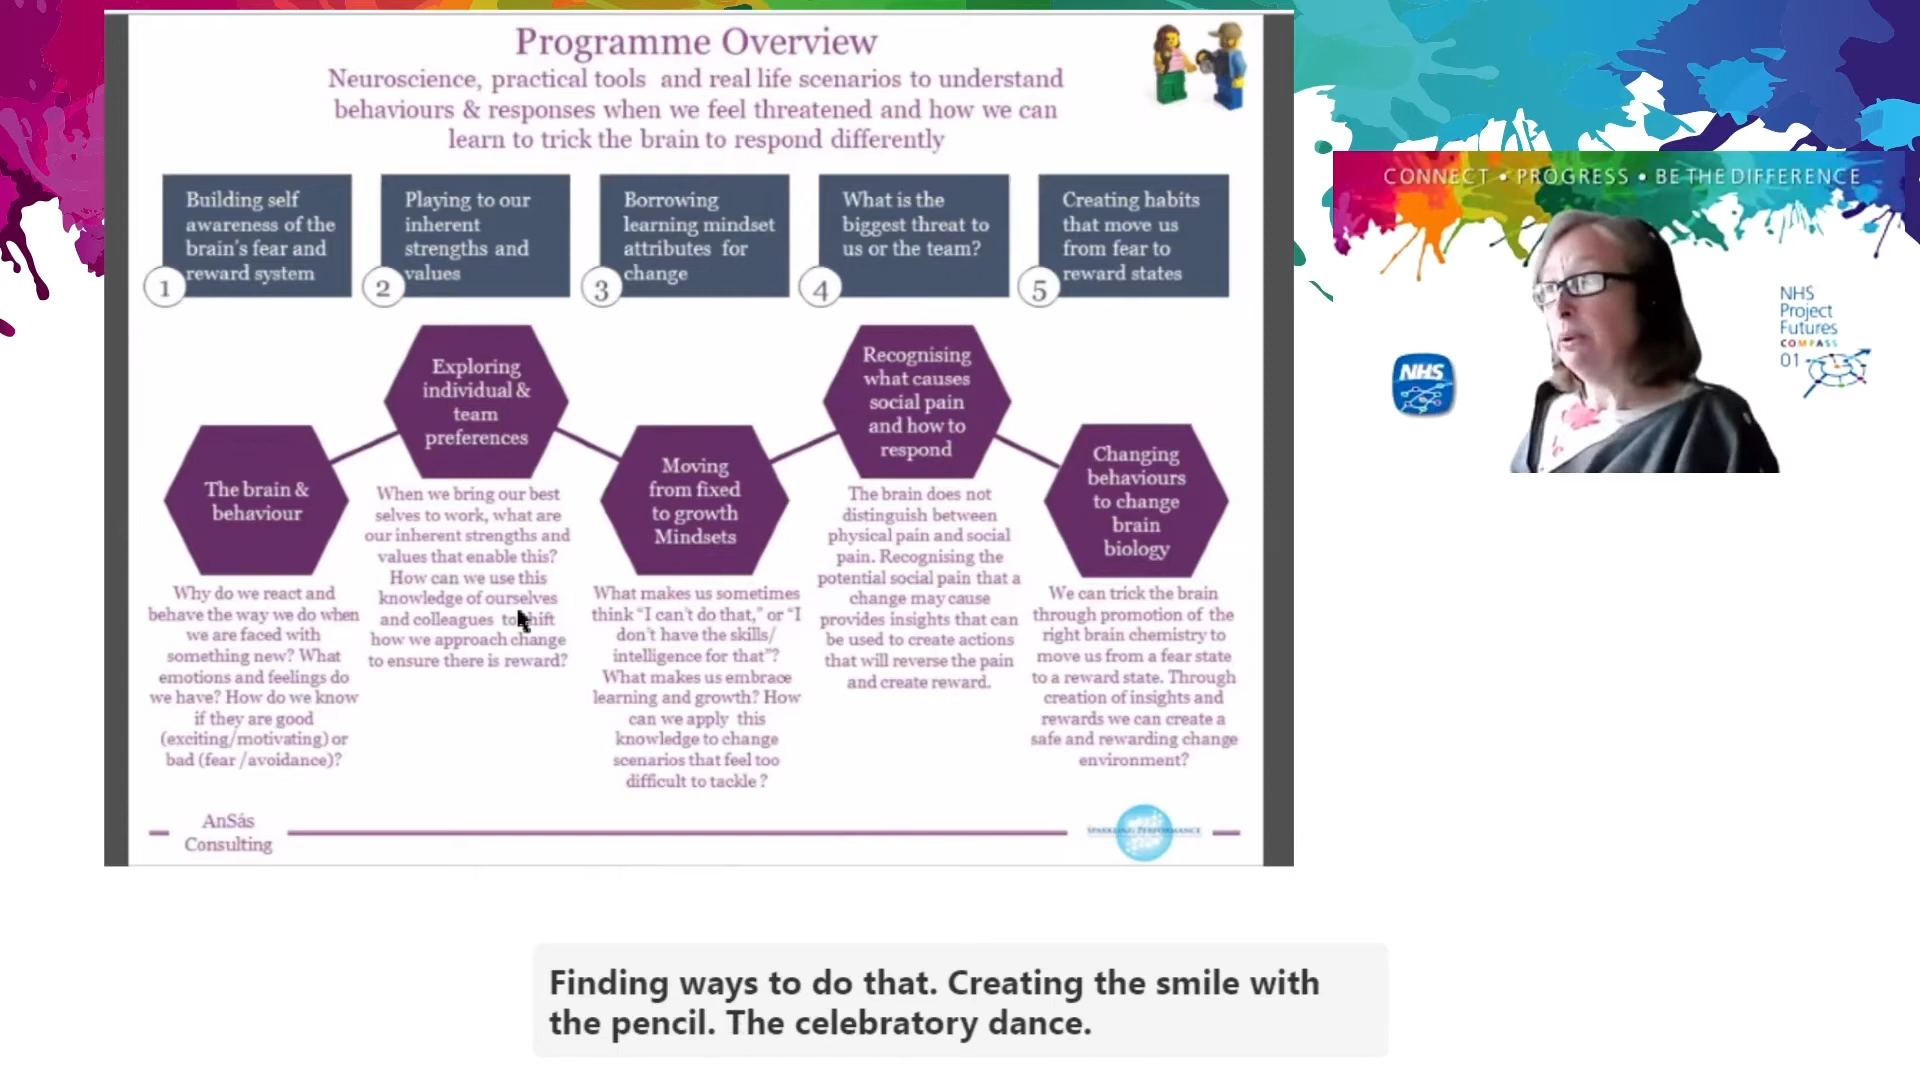 Programme Overview
Neuroscience, practical tools and real life scenarios to understand
behaviours & responses when we feel threatened and how we can
learn to trick the brain to respond differently
Building self
awareness of the
brain's fear and
reward system
1
Playing to our
inherent
strengths and
values
2
Borrowing
learning mindset
attributes for
change
3
What is the
biggest threat to
us or the team?
4
Creating habits
that move us
from fear to
reward states
5
The brain &
behaviour
Why do we react and
behave the way we do when
we are faced with
something new? What
emotions and feelings do
we have? How do we know
if they are good
(exciting/motivating) or
bad (fear /avoidance)?
Exploring
individual &
team
preferences
When we bring our best
selves to work, what are
our inherent strengths and
values that enable this?
How can we use this
knowledge of ourselves
and colleagues to shift
how we approach change
to ensure there is reward?
Moving
from fixed
to growth
Mindsets
What makes us sometimes
think "I can't do that," or "I
don't have the skills/
intelligence for that"?
What makes us embrace
learning and growth? How
can we apply this
knowledge to change
scenarios that feel too
difficult to tackle ?
Recognising
what causes
social pain
and how to
respond
The brain does not
distinguish between
physical pain and social
pain. Recognising the
potential social pain that a
change may cause
provides insights that can
be used to create actions
that will reverse the pain
and create reward.
Changing
behaviours
to change
brain
biology
We can trick the brain
through promotion of the
right brain chemistry to
move us from a fear state
to a reward state. Through
creation of insights and
rewards we can create a
safe and rewarding change
environment?
AnSás
Consulting
SPARKLING PERFORMANCE
CONNECT • PROGRESS • BE THE DIFFERENCE
NHS
NHS
Project
Futures
COMPASS
01
Finding ways to do that. Creating the smile with
the pencil. The celebratory dance.